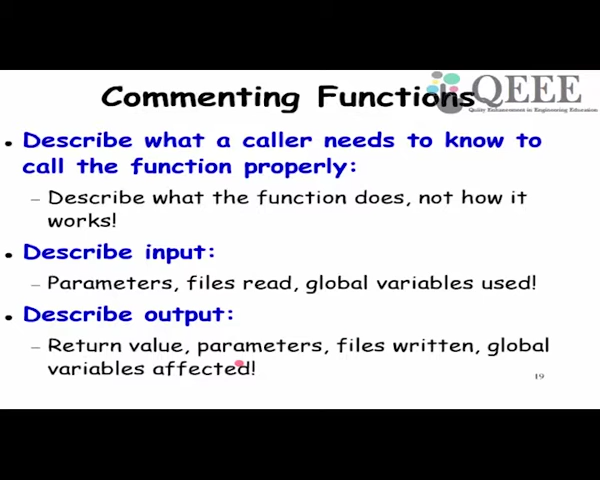 Commenting Functions
QEEE
Quality Enhancement in Engineering Education
• Describe what a caller needs to know to
call the function properly:
– Describe what the function does, not how it
works!
• Describe input:
– Parameters, files read, global variables used!
• Describe output:
– Return value, parameters, files written, global
variables affected!
19